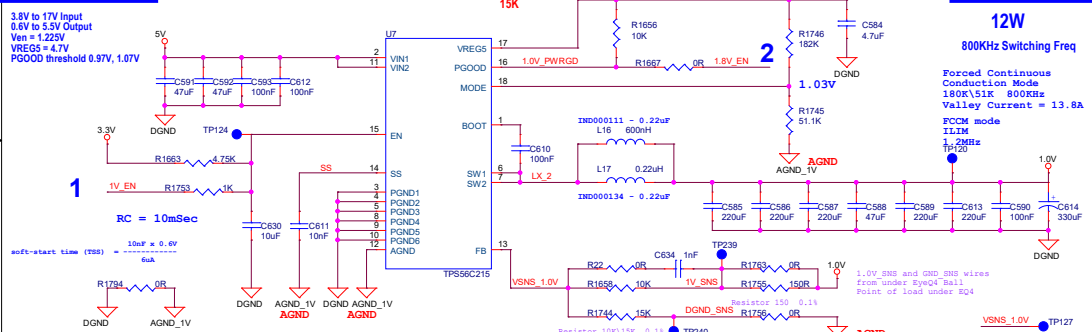 15K
3.8V to 17V Input
0.6V to 5.5V Output
Ven = 1.225V
VREG5 = 4.7V
PGOOD threshold 0.97V, 1.07V
12W
800KHz Switching Freq
Forced Continuous
Conduction Mode
180K\51K 800KHz
Valley Current = 13.8A
FCCM mode
ILIM
1.2MHz
5V
C591
47uF
C592
47uF
C593
100nF
C612
100nF
DGND
U7
2
11
VIN1
VIN2
15
EN
14
SS
3
4
5
8
9
10
12
PGND1
PGND2
PGND3
PGND4
PGND5
PGND6
AGND
VREG5
17
PGOOD
16
MODE
18
BOOT
1
SW1
SW2
6
7
FB
13
TPS56C215
R1656
10K
1.0V_PWRGD
R1667
0R
1.8V_EN
2
R1746
182K
C584
4.7uF
DGND
1.03V
R1745
51.1K
AGND
AGND_1V
3.3V
TP124
R1663
4.75K
1
1V_EN
R1753
1K
RC = 10mSec
C630
10uF
DGND
SS
C611
10nF
AGND_1V
AGND
DGND
AGND_1V
AGND
soft-start time (TSS) =
10nF x 0.6V
------------
6uA
R1794
0R
DGND
AGND_1V
C610
100nF
LX_2
IND000111 - 0.22uF
L16
600nH
L17
0.22uH
IND000134 - 0.22uF
TP120
1.0V
C585
220uF
C586
220uF
C587
220uF
C588
47uF
C589
220uF
C613
220uF
C590
100nF
C614
330uF
DGND
VSNS_1.0V
R22
0R
C634
1nF
TP239
R1763
0R
1.0V
R1658
10K
1V_SNS
R1755
150R
Resistor 150 0.1%
1.0V_SNS and GND_SNS wires
from under EyeQ4 Ball
Point of load under EQ4
R1744
15K
DGND_SNS
R1756
0R
Resistor 10K\15K 0.1%
TP240
AGND
VSNS_1.0V
TP127